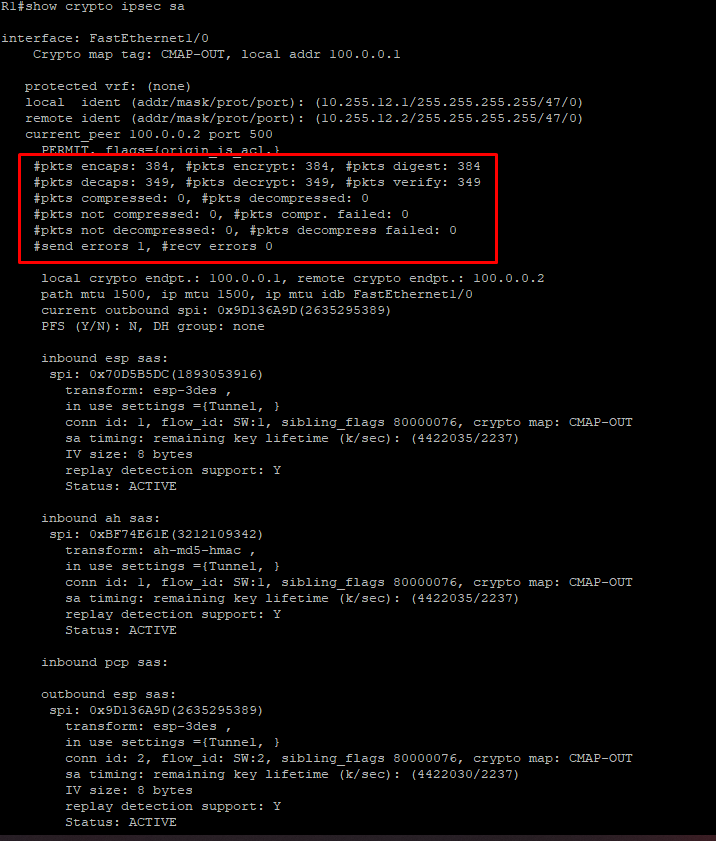 R1#show crypto ipsec sa
interface: FastEthernet1/0
Crypto map tag: CMAP-OUT, local addr 100.0.0.1
protected vrf: (none)
local  ident (addr/mask/prot/port): (10.255.12.1/255.255.255.255/47/0)
remote ident (addr/mask/prot/port): (10.255.12.2/255.255.255.255/47/0)
current_peer 100.0.0.2 port 500
PERMIT, flags={origin_is_acl,}
#pkts encaps: 384, #pkts encrypt: 384, #pkts digest: 384
#pkts decaps: 349, #pkts decrypt: 349, #pkts verify: 349
#pkts compressed: 0, #pkts decompressed: 0
#pkts not compressed: 0, #pkts compr. failed: 0
#pkts not decompressed: 0, #pkts decompress failed: 0
#send errors 1, #recv errors 0
local crypto endpt.: 100.0.0.1, remote crypto endpt.: 100.0.0.2
path mtu 1500, ip mtu 1500, ip mtu idb FastEthernet1/0
current outbound spi: 0x9D136A9D(2635295389)
PFS (Y/N): N, DH group: none
inbound esp sas:
spi: 0x70D5B5DC(1893053916)
transform: esp-3des ,
in use settings ={Tunnel, }
conn id: 1, flow_id: SW:1, sibling_flags 80000076, crypto map: CMAP-OUT
sa timing: remaining key lifetime (k/sec): (4422035/2237)
IV size: 8 bytes
replay detection support: Y
Status: ACTIVE
inbound ah sas:
spi: 0xBF74E61E(3212109342)
transform: ah-md5-hmac ,
in use settings ={Tunnel, }
conn id: 1, flow_id: SW:1, sibling_flags 80000076, crypto map: CMAP-OUT
sa timing: remaining key lifetime (k/sec): (4422035/2237)
replay detection support: Y
Status: ACTIVE
inbound pcp sas:
outbound esp sas:
spi: 0x9D136A9D(2635295389)
transform: esp-3des ,
in use settings ={Tunnel, }
conn id: 2, flow_id: SW:2, sibling_flags 80000076, crypto map: CMAP-OUT
sa timing: remaining key lifetime (k/sec): (4422030/2237)
IV size: 8 bytes
replay detection support: Y
Status: ACTIVE